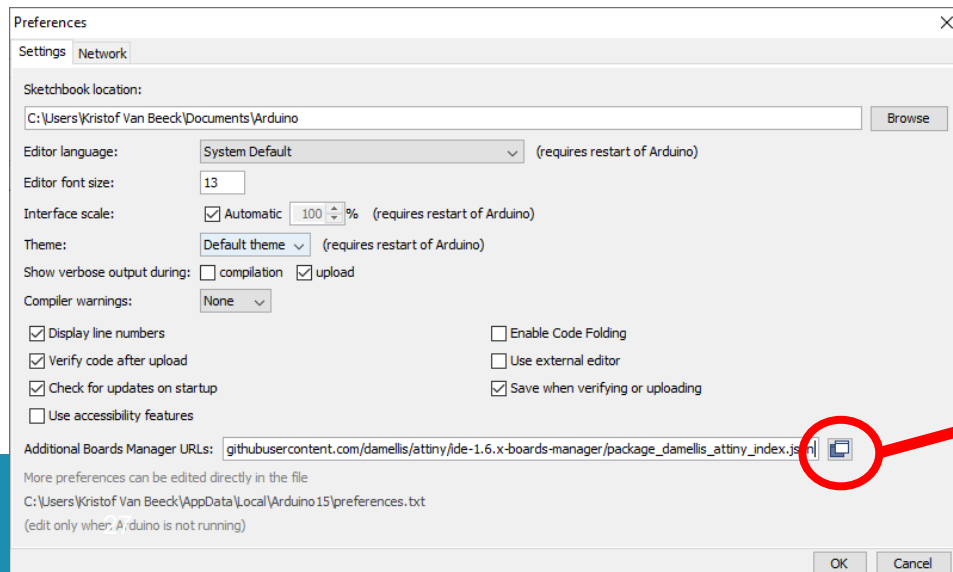 Preferences
Settings Network
Sketchbook location:
C:\Users\Kristof Van Beeck\Documents\Arduino Browse
Editor language: System Default (requires restart of Arduino)
Editor font size: 13
Interface scale: Automatic 100 % (requires restart of Arduino)
Theme: Default theme (requires restart of Arduino)
Show verbose output during: compilation upload
Compiler warnings: None
Display line numbers Enable Code Folding
Verify code after upload Use external editor
Check for updates on startup Save when verifying or uploading
Use accessibility features
Additional Boards Manager URLs: githubusercontent.com/damellis/attiny/ide-1.6.x-boards-manager/package_damellis_attiny_index.json
More preferences can be edited directly in the file
C:\Users\Kristof Van Beeck\AppData\Local\Arduino15\preferences.txt
(edit only when Arduino is not running)
27
OK Cancel